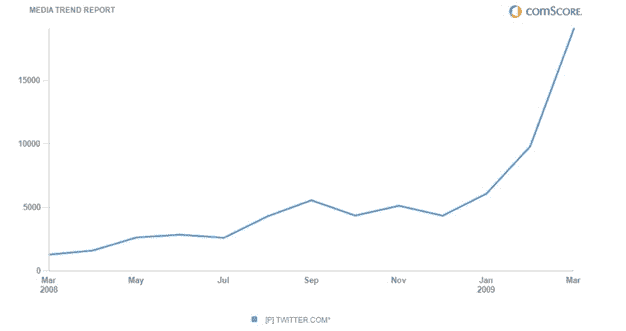 MEDIA TREND REPORT
comScore.
15000
10000
5000
0
Mar May Jul Sep Nov Jan Mar
2008 2009
[P] TWITTER.COM*